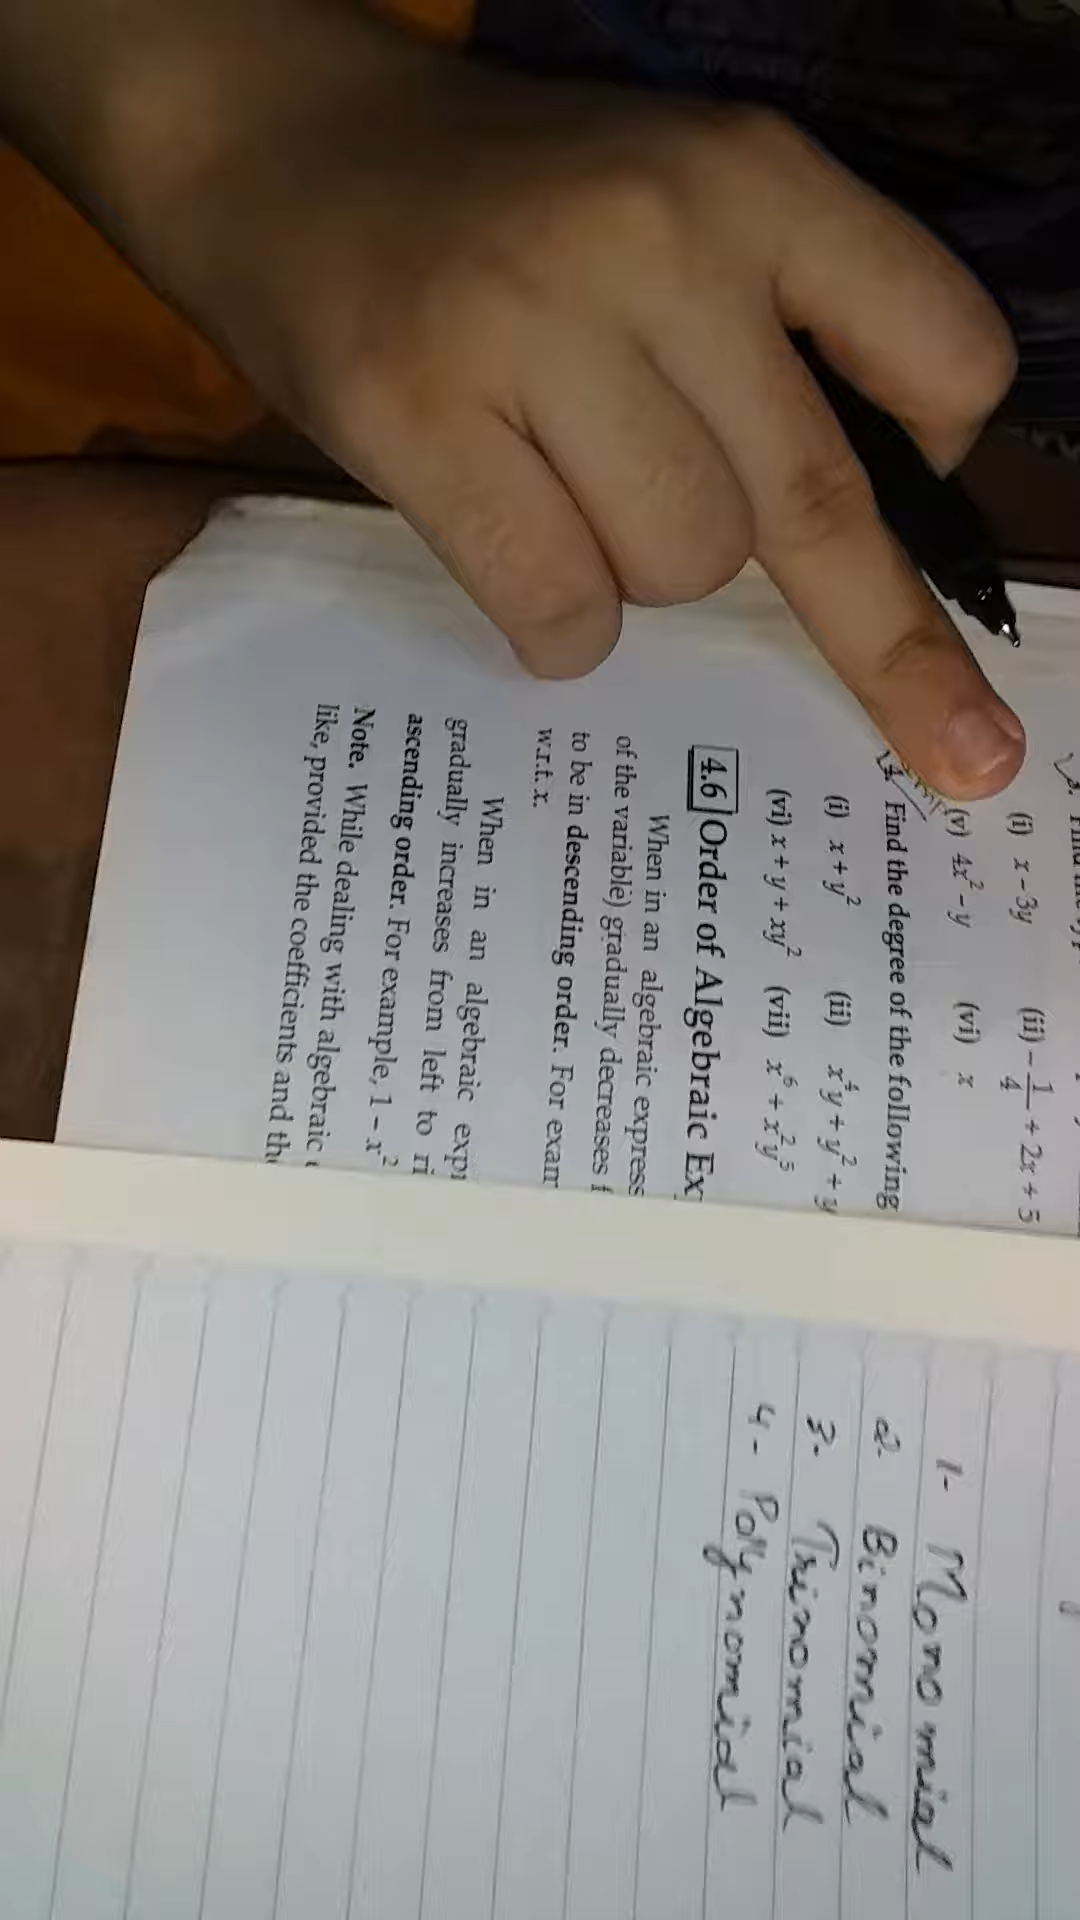 (i) x – 3y (ii) – 1/4 + 2x + 5
(v) 4x² – y (vi) x
4. Find the degree of the following
(i) x + y² (ii) x⁴y + y² + y
(vi) x + y + xy² (vii) x⁶ + x²y⁵
4.6 Order of Algebraic Ex
When in an algebraic express
of the variable) gradually decreases
to be in descending order. For exam
w.r.t. x.
When in an algebraic exp
gradually increases from left to ri
ascending order. For example, 1 – x²
Note. While dealing with algebraic
like, provided the coefficients and the
1- Monomial
2- Binomial
3- Trinomial
4- Pollynomial